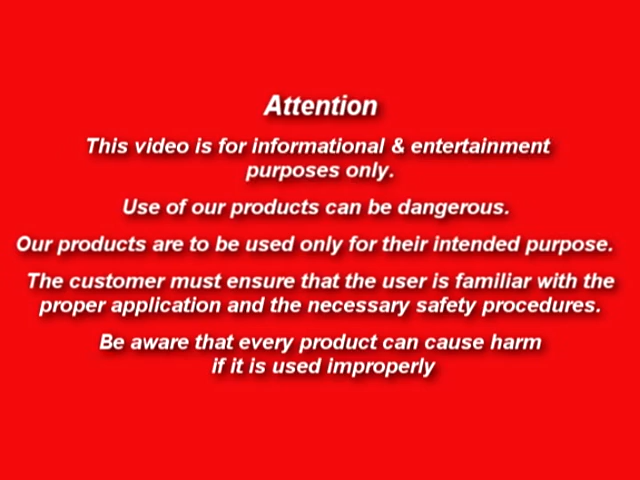 Attention
This video is for informational & entertainment
purposes only.
Use of our products can be dangerous.
Our products are to be used only for their intended purpose.
The customer must ensure that the user is familiar with the
proper application and the necessary safety procedures.
Be aware that every product can cause harm
if it is used improperly